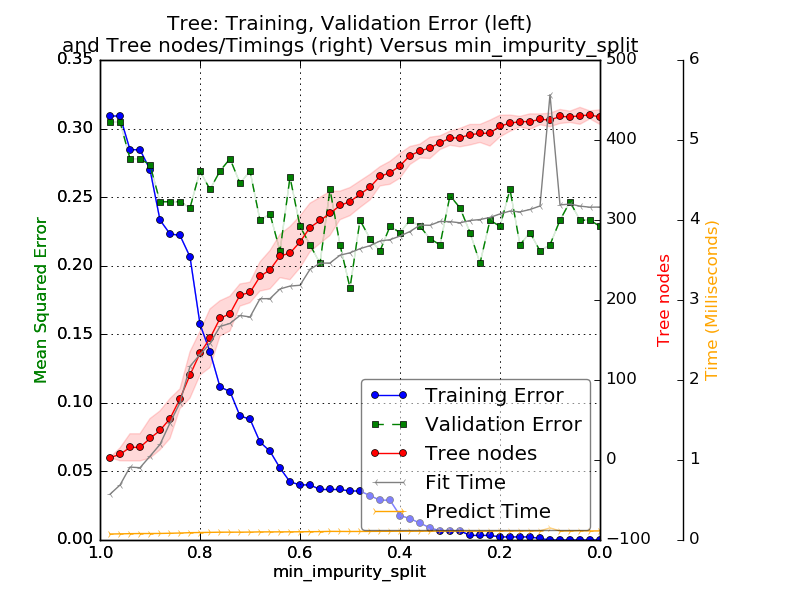 Tree: Training, Validation Error (left)
and Tree nodes/Timings (right) Versus min_impurity_split
0.35
0.30
0.25
0.20
0.15
0.10
0.05
0.00
Mean Squared Error
1.0
0.8
0.6
0.4
0.2
0.0
min_impurity_split
500
400
300
200
100
0
−100
Tree nodes
6
5
4
3
2
1
0
Time (Milliseconds)
Training Error
Validation Error
Tree nodes
Fit Time
Predict Time